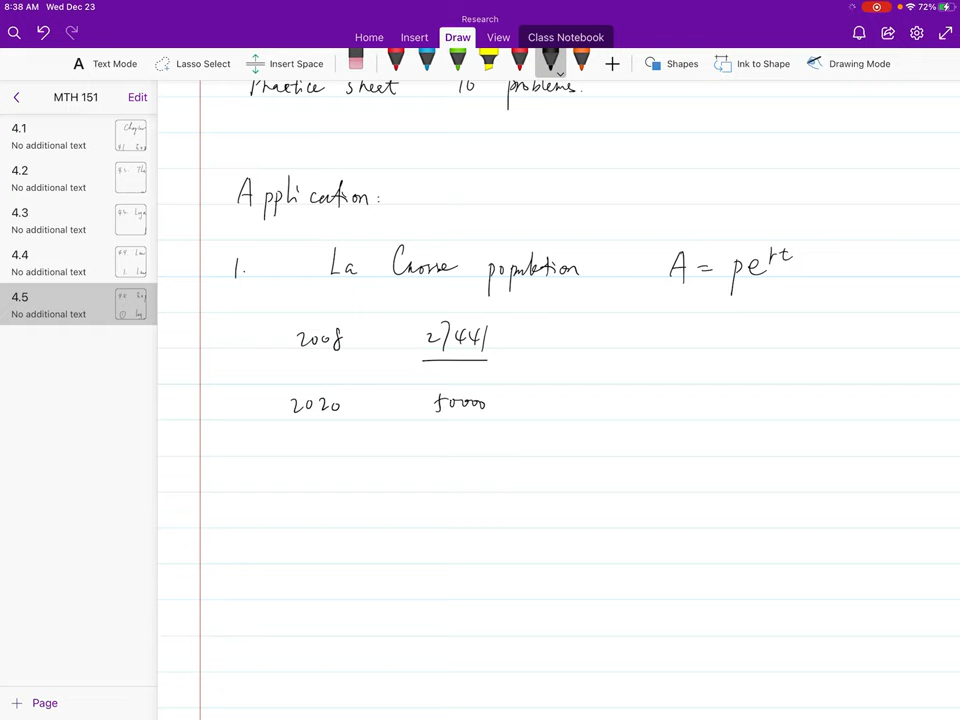 8:38 AM Wed Dec 23
72%
Research
Home Insert Draw View Class Notebook
A Text Mode Lasso Select Insert Space Shapes Ink to Shape Drawing Mode
MTH 151 Edit
4.1
No additional text
4.2
No additional text
4.3
No additional text
4.4
No additional text
4.5
No additional text
Page
Practice sheet 10 problems.
Application:
1. La Crosse population A = pe^rt
2008 27441
2020 50000